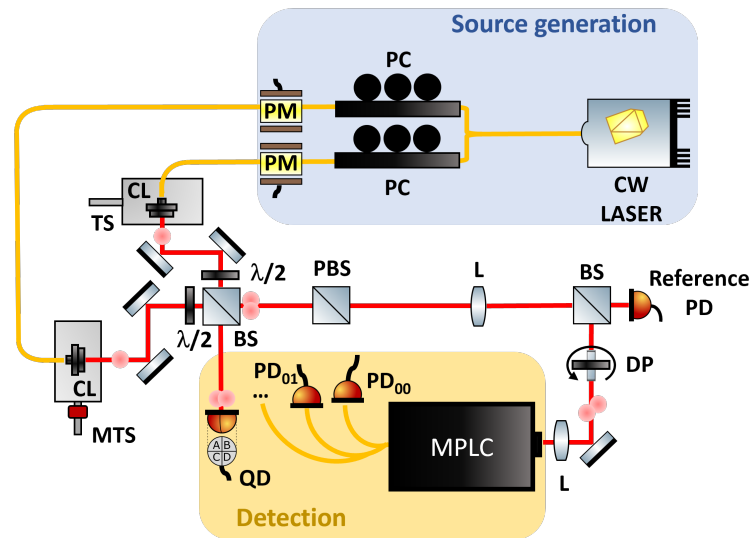 Source generation
PC
PM
PM
PC
CW
LASER
CL
TS
λ/2
PBS
L
BS
Reference
PD
λ/2
BS
DP
CL
MTS
PD01
PD00
...
MPLC
A B
C D
QD
L
Detection